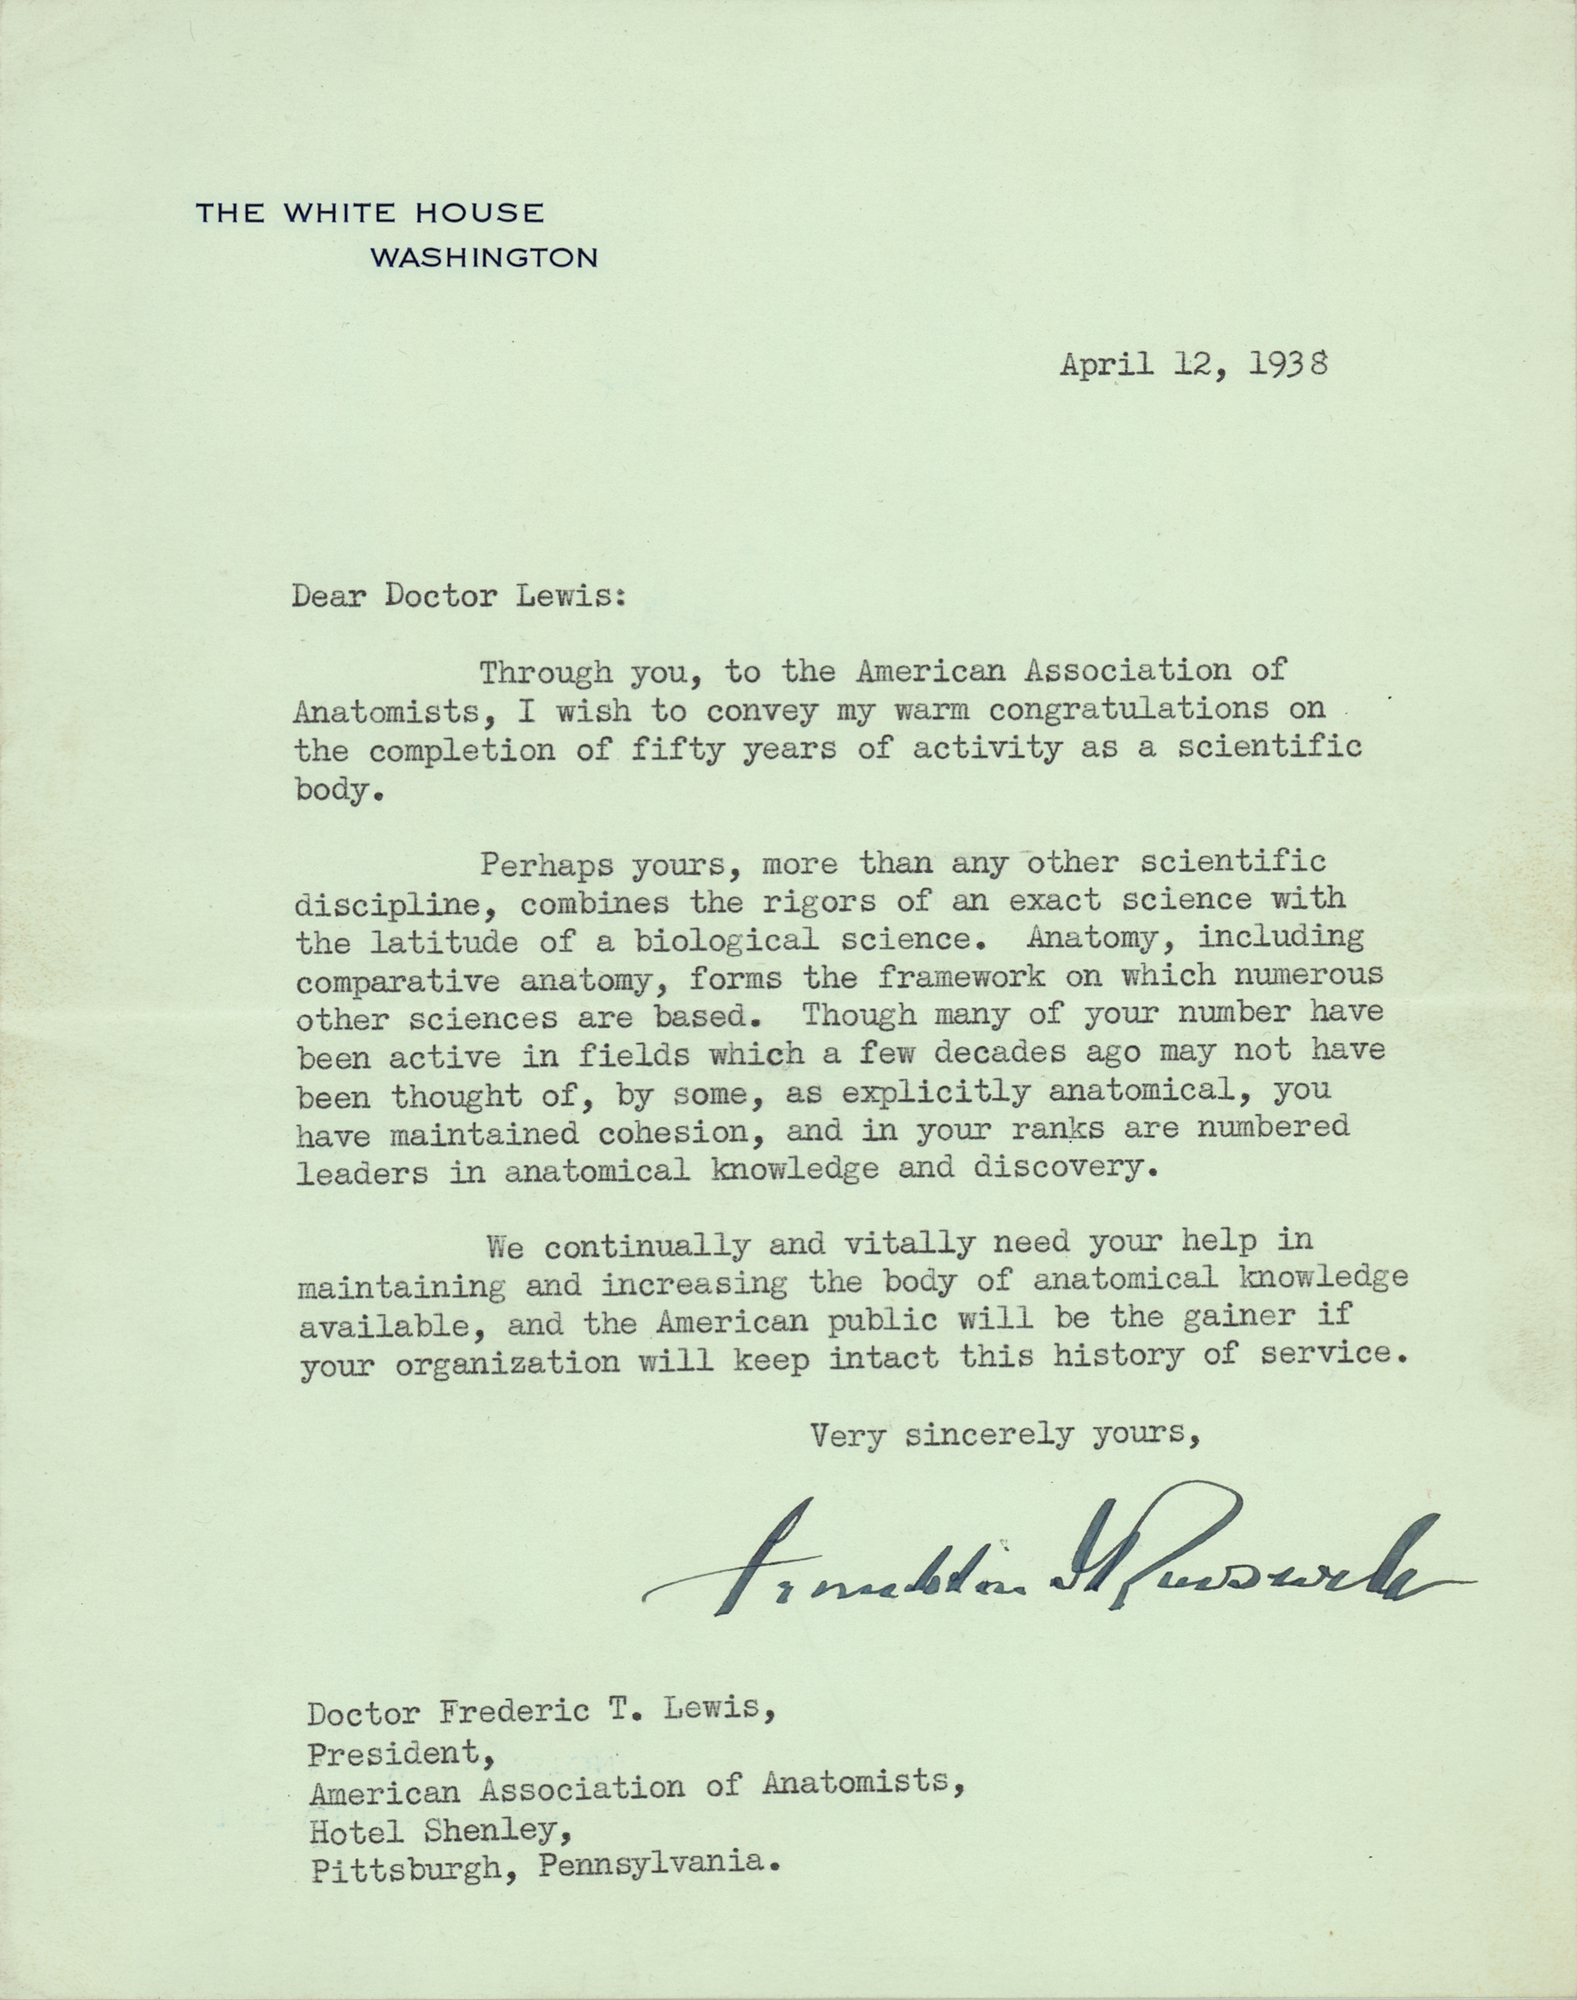 THE WHITE HOUSE
WASHINGTON
April 12, 1938
Dear Doctor Lewis:
Through you, to the American Association of
Anatomists, I wish to convey my warm congratulations on
the completion of fifty years of activity as a scientific
body.
Perhaps yours, more than any other scientific
discipline, combines the rigors of an exact science with
the latitude of a biological science. Anatomy, including
comparative anatomy, forms the framework on which numerous
other sciences are based. Though many of your number have
been active in fields which a few decades ago may not have
been thought of, by some, as explicitly anatomical, you
have maintained cohesion, and in your ranks are numbered
leaders in anatomical knowledge and discovery.
We continually and vitally need your help in
maintaining and increasing the body of anatomical knowledge
available, and the American public will be the gainer if
your organization will keep intact this history of service.
Very sincerely yours,
Franklin D Roosevelt
Doctor Frederic T. Lewis,
President,
American Association of Anatomists,
Hotel Shenley,
Pittsburgh, Pennsylvania.